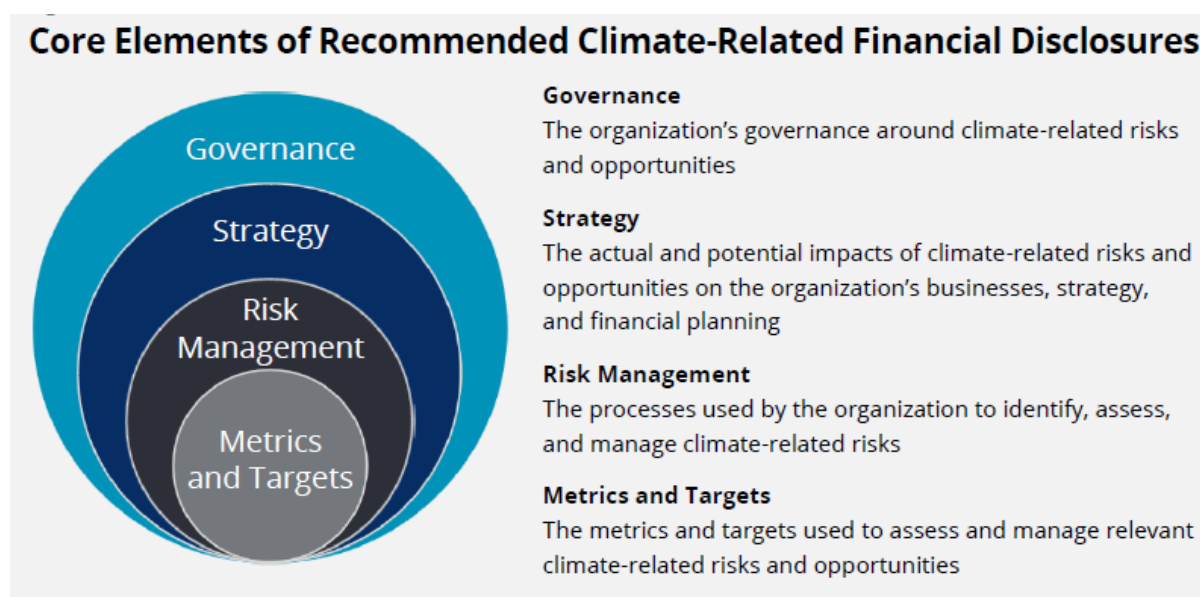 Core Elements of Recommended Climate-Related Financial Disclosures
Governance
Strategy
Risk
Management
Metrics
and Targets
Governance
The organization’s governance around climate-related risks
and opportunities
Strategy
The actual and potential impacts of climate-related risks and
opportunities on the organization’s businesses, strategy,
and financial planning
Risk Management
The processes used by the organization to identify, assess,
and manage climate-related risks
Metrics and Targets
The metrics and targets used to assess and manage relevant
climate-related risks and opportunities